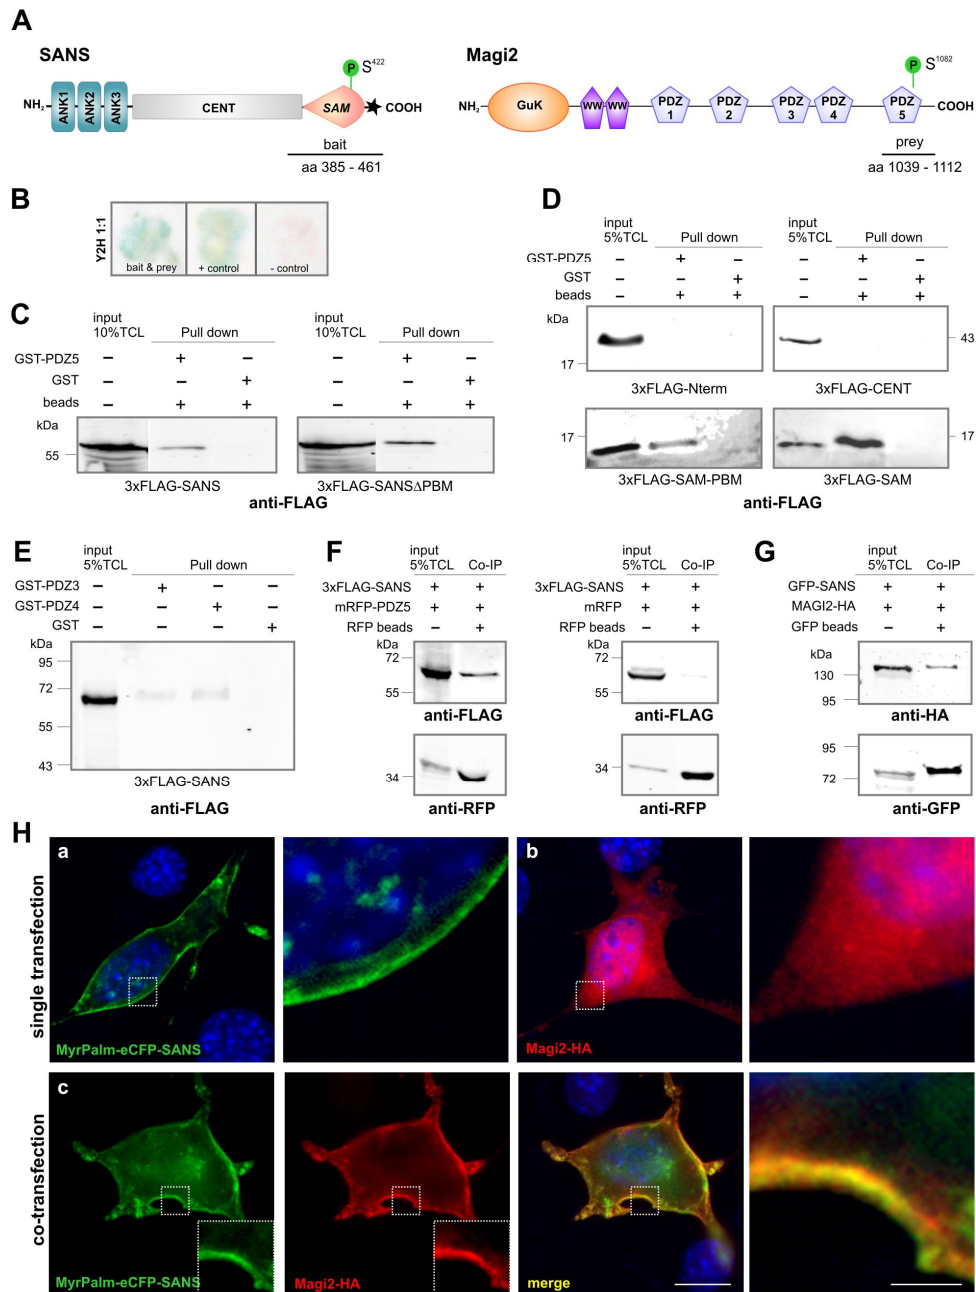 A
SANS
Magi2
P S422
P S1082
NH2 ANK1 ANK2 ANK3 CENT SAM COOH
NH2 GuK WW WW PDZ 1 PDZ 2 PDZ 3 PDZ 4 PDZ 5 COOH
bait
aa 385 - 461
prey
aa 1039 - 1112
B
Y2H 1:1
bait & prey + control - control
C
input 10%TCL Pull down input 10%TCL Pull down
GST-PDZ5 – + – – + –
GST – – + – – +
beads – + + – + +
kDa
55
3xFLAG-SANS 3xFLAG-SANSΔPBM
anti-FLAG
D
input 5%TCL Pull down input 5%TCL Pull down
GST-PDZ5 – + – – + –
GST – – + – – +
beads – + + – + +
kDa
17 43
3xFLAG-Nterm 3xFLAG-CENT
17 17
3xFLAG-SAM-PBM 3xFLAG-SAM
anti-FLAG
E
input 5%TCL Pull down
GST-PDZ3 – + – –
GST-PDZ4 – – + –
GST – – – +
kDa
95
72
55
43
3xFLAG-SANS
anti-FLAG
F
input 5%TCL Co-IP
3xFLAG-SANS + +
mRFP-PDZ5 + +
RFP beads – +
kDa
72
55
anti-FLAG
34
anti-RFP
input 5%TCL Co-IP
3xFLAG-SANS + +
mRFP + +
RFP beads – +
72
55
anti-FLAG
34
anti-RFP
G
input 5%TCL Co-IP
GFP-SANS + +
MAGI2-HA + +
GFP beads – +
kDa
130
95
anti-HA
95
72
anti-GFP
H
single transfection
a
MyrPalm-eCFP-SANS
b
Magi2-HA
co-transfection
c
MyrPalm-eCFP-SANS
Magi2-HA
merge